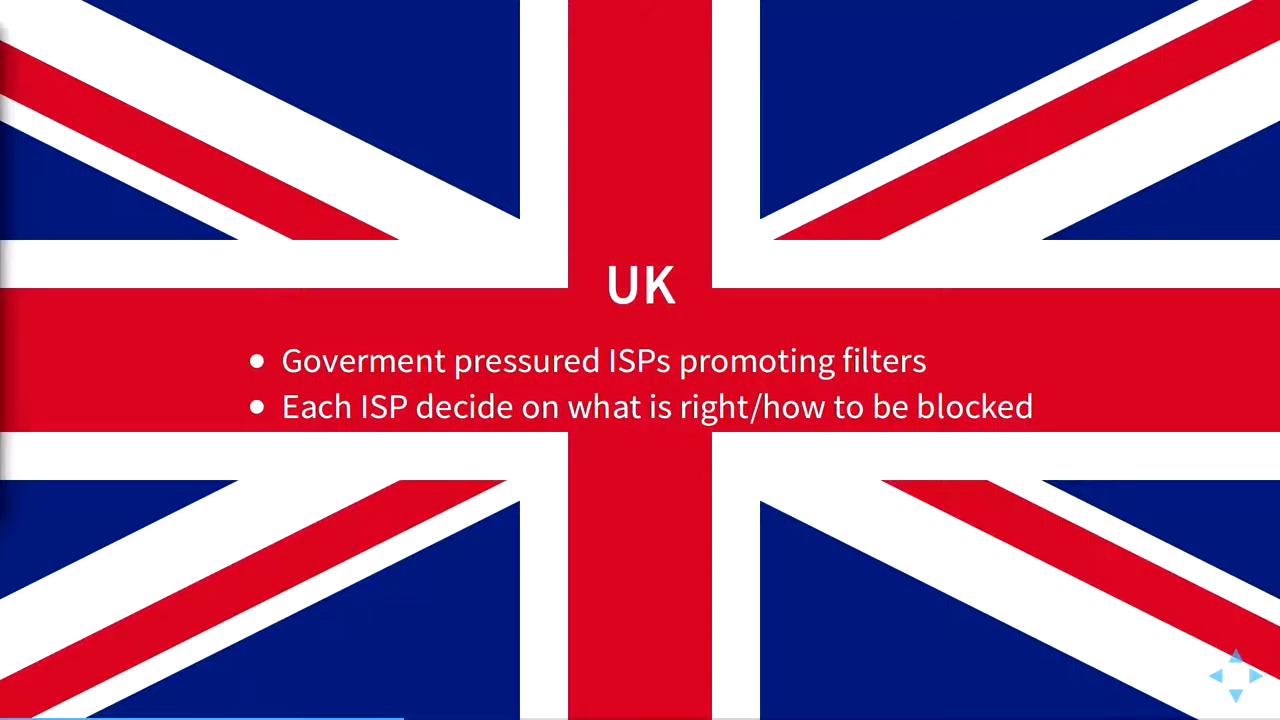 UK
Goverment pressured ISPs promoting filters
Each ISP decide on what is right/how to be blocked